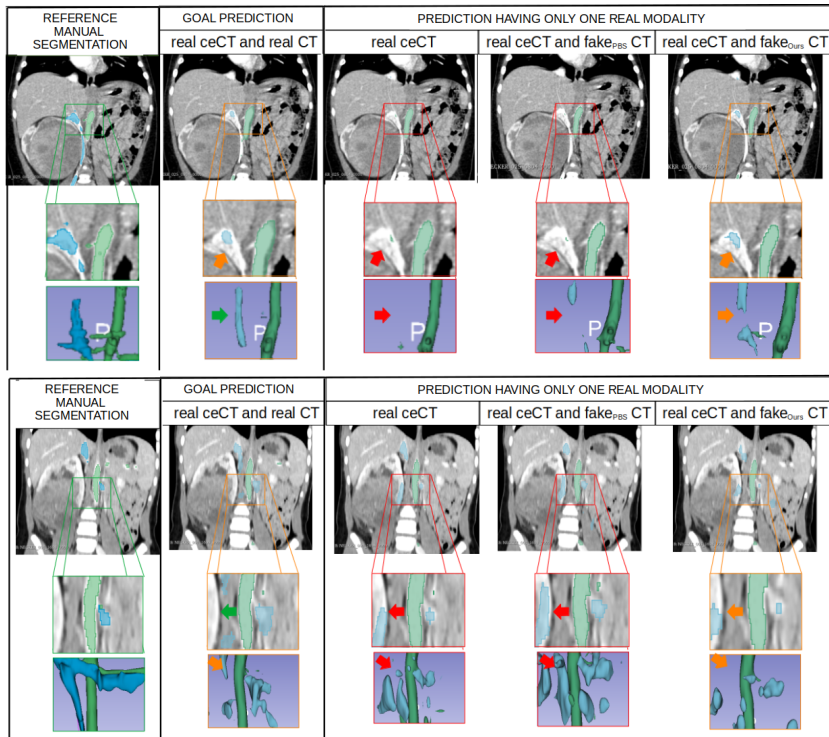 REFERENCE
MANUAL
SEGMENTATION
GOAL PREDICTION
real ceCT and real CT
PREDICTION HAVING ONLY ONE REAL MODALITY
real ceCT
real ceCT and fakePBS CT
real ceCT and fakeOurs CT
P
P
P
P
P
REFERENCE
MANUAL
SEGMENTATION
GOAL PREDICTION
real ceCT and real CT
PREDICTION HAVING ONLY ONE REAL MODALITY
real ceCT
real ceCT and fakePBS CT
real ceCT and fakeOurs CT